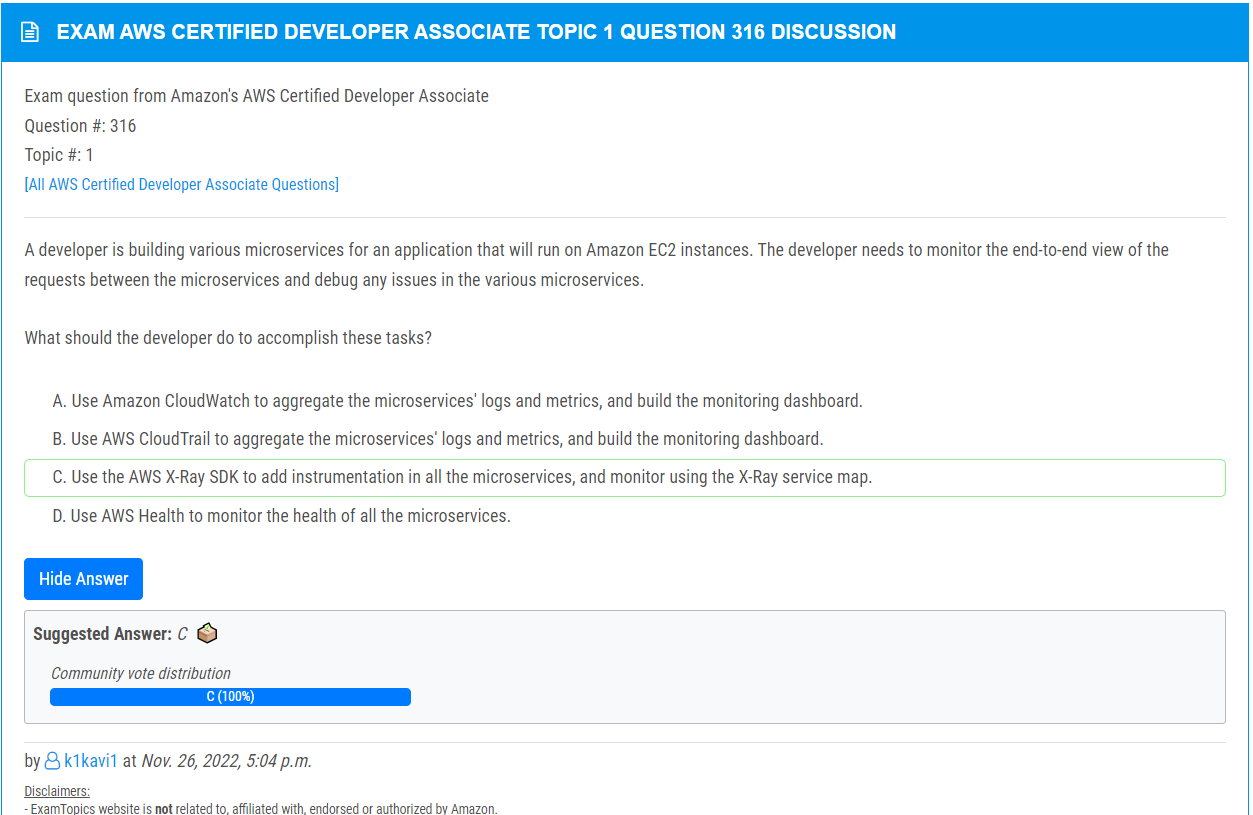 EXAM AWS CERTIFIED DEVELOPER ASSOCIATE TOPIC 1 QUESTION 316 DISCUSSION
Exam question from Amazon's AWS Certified Developer Associate
Question #: 316
Topic #: 1
[All AWS Certified Developer Associate Questions]
A developer is building various microservices for an application that will run on Amazon EC2 instances. The developer needs to monitor the end-to-end view of the
requests between the microservices and debug any issues in the various microservices.
What should the developer do to accomplish these tasks?
A. Use Amazon CloudWatch to aggregate the microservices' logs and metrics, and build the monitoring dashboard.
B. Use AWS CloudTrail to aggregate the microservices' logs and metrics, and build the monitoring dashboard.
C. Use the AWS X-Ray SDK to add instrumentation in all the microservices, and monitor using the X-Ray service map.
D. Use AWS Health to monitor the health of all the microservices.
Hide Answer
Suggested Answer: C
Community vote distribution
C (100%)
by k1kavi1 at Nov. 26, 2022, 5:04 p.m.
Disclaimers:
- ExamTopics website is not related to, affiliated with, endorsed or authorized by Amazon.